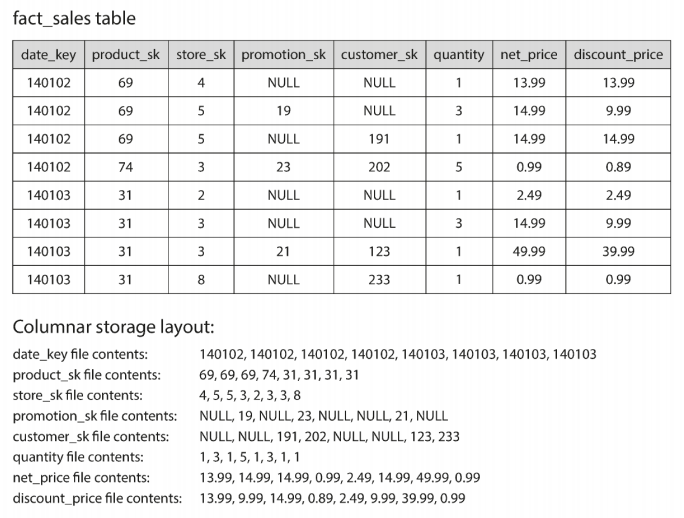 fact_sales table
date_key product_sk store_sk promotion_sk customer_sk quantity net_price discount_price
140102 69 4 NULL NULL 1 13.99 13.99
140102 69 5 19 NULL 3 14.99 9.99
140102 69 5 NULL 191 1 14.99 14.99
140102 74 3 23 202 5 0.99 0.89
140103 31 2 NULL NULL 1 2.49 2.49
140103 31 3 NULL NULL 3 14.99 9.99
140103 31 3 21 123 1 49.99 39.99
140103 31 8 NULL 233 1 0.99 0.99
Columnar storage layout:
date_key file contents: 140102, 140102, 140102, 140102, 140103, 140103, 140103, 140103
product_sk file contents: 69, 69, 69, 74, 31, 31, 31, 31
store_sk file contents: 4, 5, 5, 3, 2, 3, 3, 8
promotion_sk file contents: NULL, 19, NULL, 23, NULL, NULL, 21, NULL
customer_sk file contents: NULL, NULL, 191, 202, NULL, NULL, 123, 233
quantity file contents: 1, 3, 1, 5, 1, 3, 1, 1
net_price file contents: 13.99, 14.99, 14.99, 0.99, 2.49, 14.99, 49.99, 0.99
discount_price file contents: 13.99, 9.99, 14.99, 0.89, 2.49, 9.99, 39.99, 0.99